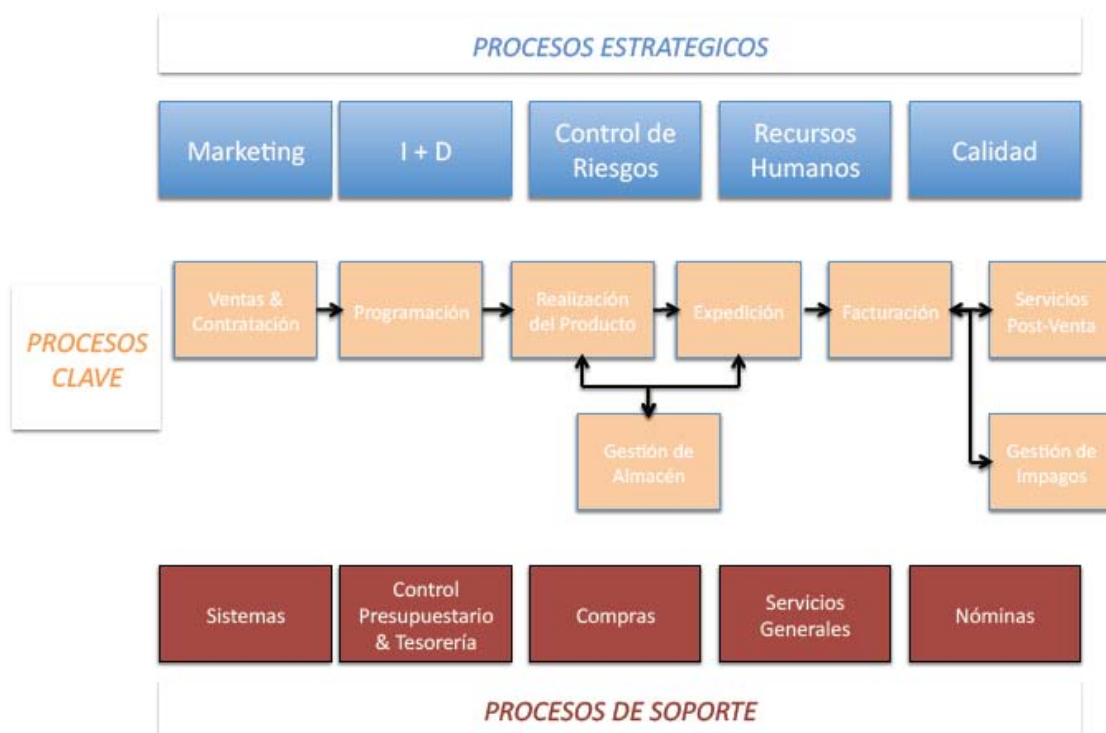 PROCESOS ESTRATEGICOS
Marketing
I + D
Control de
Riesgos
Recursos
Humanos
Calidad
PROCESOS
CLAVE
Ventas &
Contratación
Programación
Realización
del Producto
Expedición
Facturación
Servicios
Post-Venta
Gestión de
Almacén
Gestión de
Impagos
Sistemas
Control
Presupuestario
& Tesorería
Compras
Servicios
Generales
Nóminas
PROCESOS DE SOPORTE